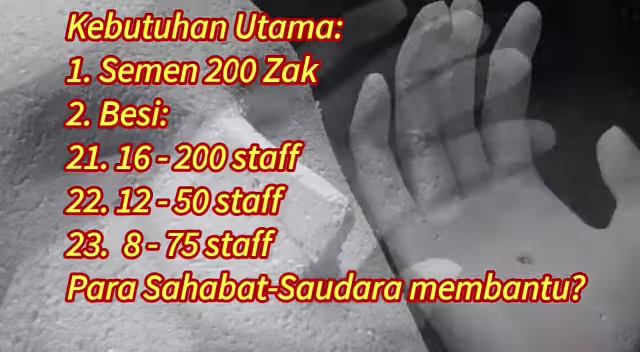 Kebutuhan Utama:
1. Semen 200 Zak
2. Besi:
21. 16 - 200 staff
22. 12 - 50 staff
23.  8 - 75 staff
Para Sahabat-Saudara membantu?